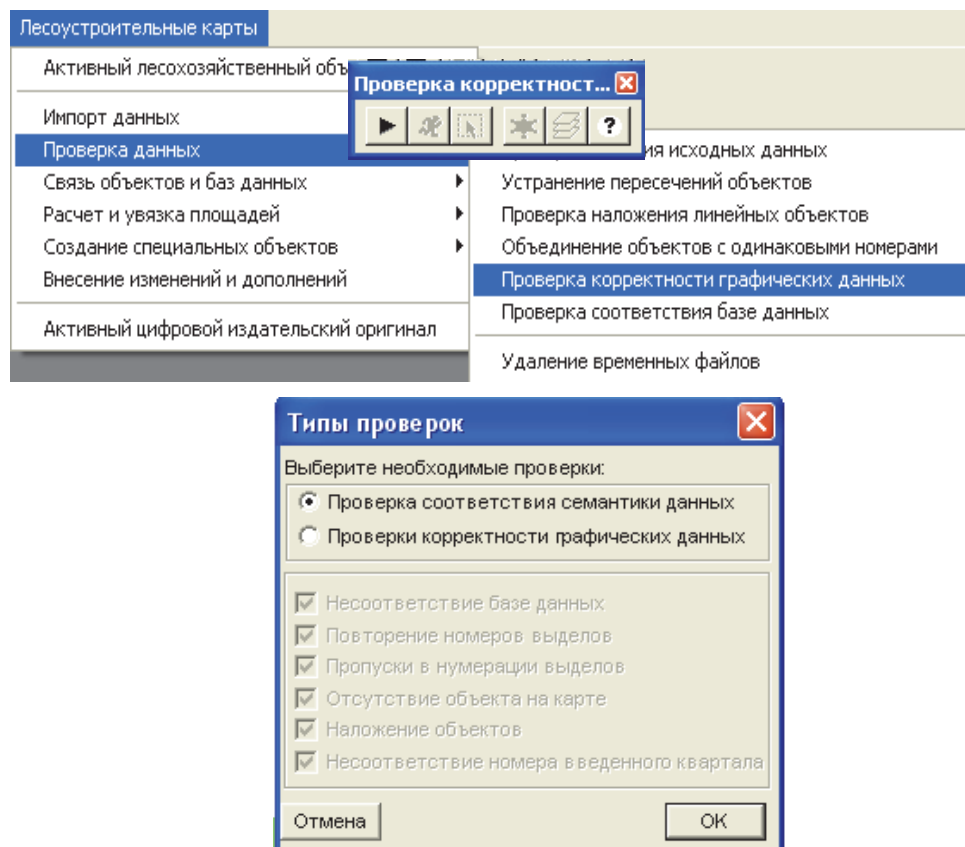 Лесоустроительные карты
Активный лесохозяйственный объ
Проверка корректност...
Импорт данных
?
Проверка данных
ия исходных данных
Связь объектов и баз данных
Устранение пересечений объектов
Расчет и увязка площадей
Проверка наложения линейных объектов
Создание специальных объектов
Объединение объектов с одинаковыми номерами
Внесение изменений и дополнений
Проверка корректности графических данных
Проверка соответствия базе данных
Активный цифровой издательский оригинал
Удаление временных файлов
Типы проверок
Выберите необходимые проверки:
Проверка соответствия семантики данных
Проверки корректности графических данных
Несоответствие базе данных
Повторение номеров выделов
Пропуски в нумерации выделов
Отсутствие объекта на карте
Наложение объектов
Несоответствие номера введенного квартала
Отмена
OK